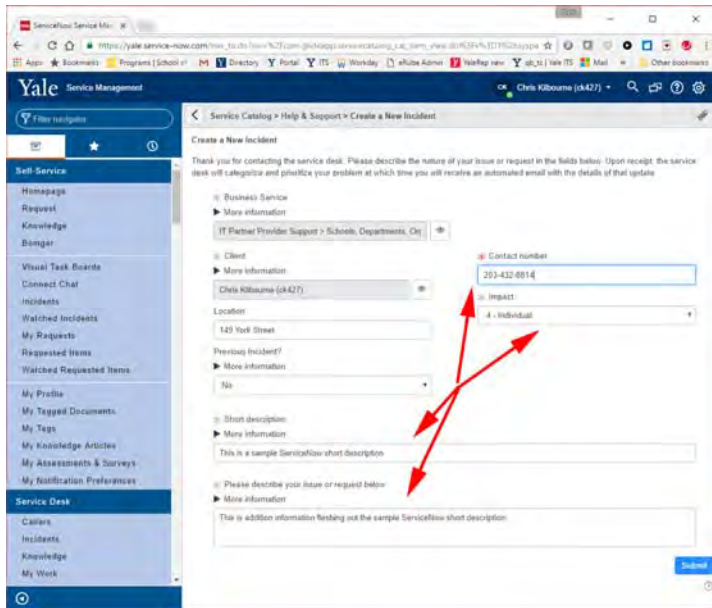 ServiceNow Service Man
https://yale.service-now.com/
Apps Bookmarks Programs | School o Directory Portal ITS Workday eRube Admin YaleRep new ob_tc | Yale ITS Mail Other bookmarks
Yale Service Management
Chris Kilbourne (ck427)
Filter navigator
Service Catalog > Help & Support > Create a New Incident
Create a New Incident
Thank you for contacting the service desk. Please describe the nature of your issue or request in the fields below. Upon receipt, the service
desk will categorize and prioritize your problem at which time you will receive an automated email with the details of that update
Self-Service
Homepage
Request
Knowledge
Bomgar
Visual Task Boards
Connect Chat
Incidents
Watched Incidents
My Requests
Requested Items
Watched Requested Items
My Profile
My Tagged Documents
My Tags
My Knowledge Articles
My Assessments & Surveys
My Notification Preferences
Service Desk
Callers
Incidents
Knowledge
My Work
Business Service
More information
IT Partner Provider Support > Schools, Departments, Org
Client
More information
Chris Kilbourne (ck427)
Contact number
203-432-8814
Impact
4 - Individual
Location
149 York Street
Previous Incident?
More information
No
Short description
More information
This is a sample ServiceNow short description
Please describe your issue or request below
More information
This is addition information fleshing out the sample ServiceNow short description
Submit